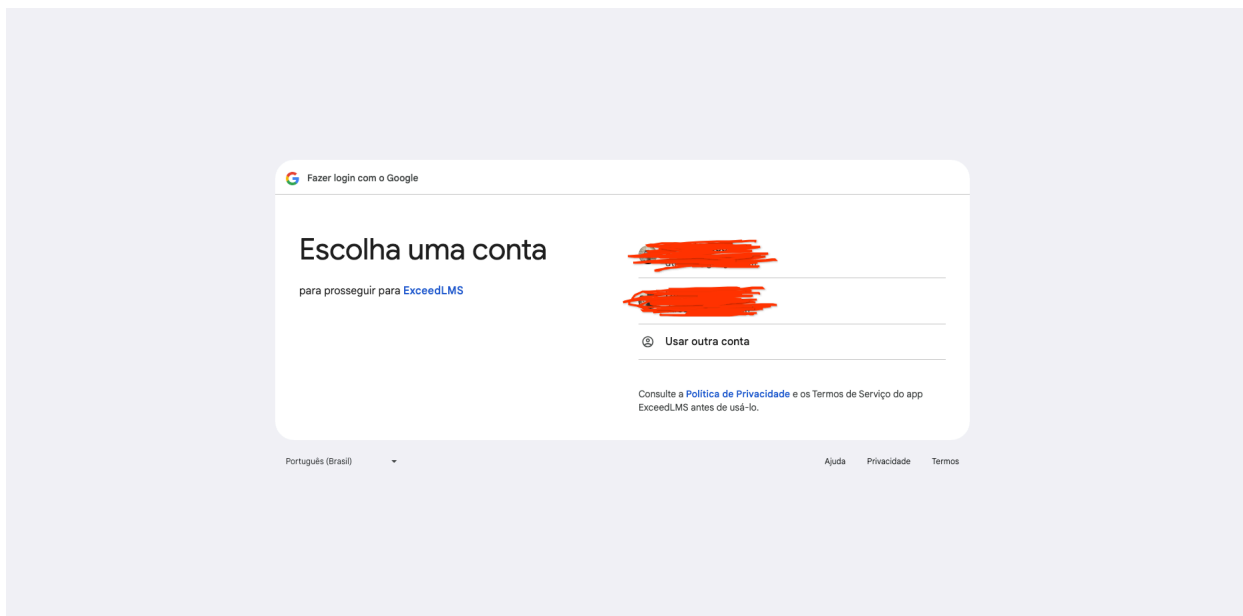 Fazer login com o Google
Escolha uma conta
para prosseguir para ExceedLMS
Usar outra conta
Consulte a Política de Privacidade e os Termos de Serviço do app
ExceedLMS antes de usá-lo.
Português (Brasil)
Ajuda Privacidade Termos